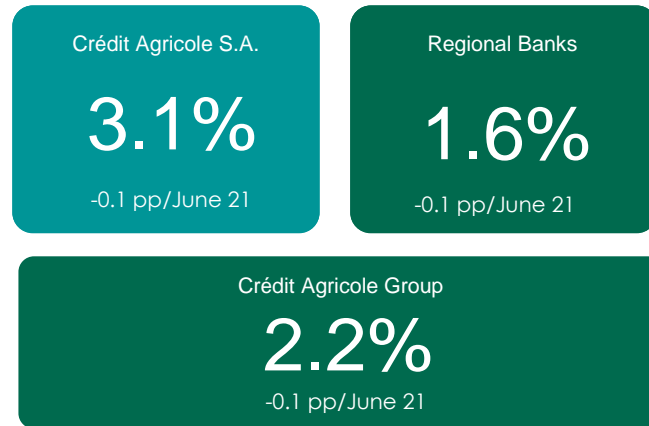 Crédit Agricole S.A.
3.1%
-0.1 pp/June 21
Regional Banks
1.6%
-0.1 pp/June 21
Crédit Agricole Group
2.2%
-0.1 pp/June 21